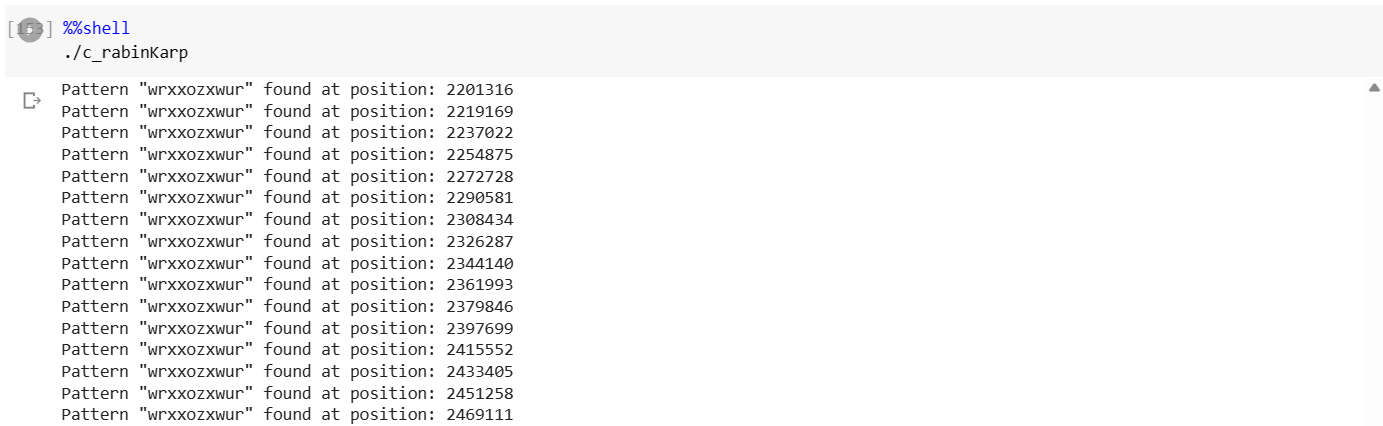 %%shell
./c_rabinKarp
Pattern "wrxxozxwur" found at position: 2201316
Pattern "wrxxozxwur" found at position: 2219169
Pattern "wrxxozxwur" found at position: 2237022
Pattern "wrxxozxwur" found at position: 2254875
Pattern "wrxxozxwur" found at position: 2272728
Pattern "wrxxozxwur" found at position: 2290581
Pattern "wrxxozxwur" found at position: 2308434
Pattern "wrxxozxwur" found at position: 2326287
Pattern "wrxxozxwur" found at position: 2344140
Pattern "wrxxozxwur" found at position: 2361993
Pattern "wrxxozxwur" found at position: 2379846
Pattern "wrxxozxwur" found at position: 2397699
Pattern "wrxxozxwur" found at position: 2415552
Pattern "wrxxozxwur" found at position: 2433405
Pattern "wrxxozxwur" found at position: 2451258
Pattern "wrxxozxwur" found at position: 2469111